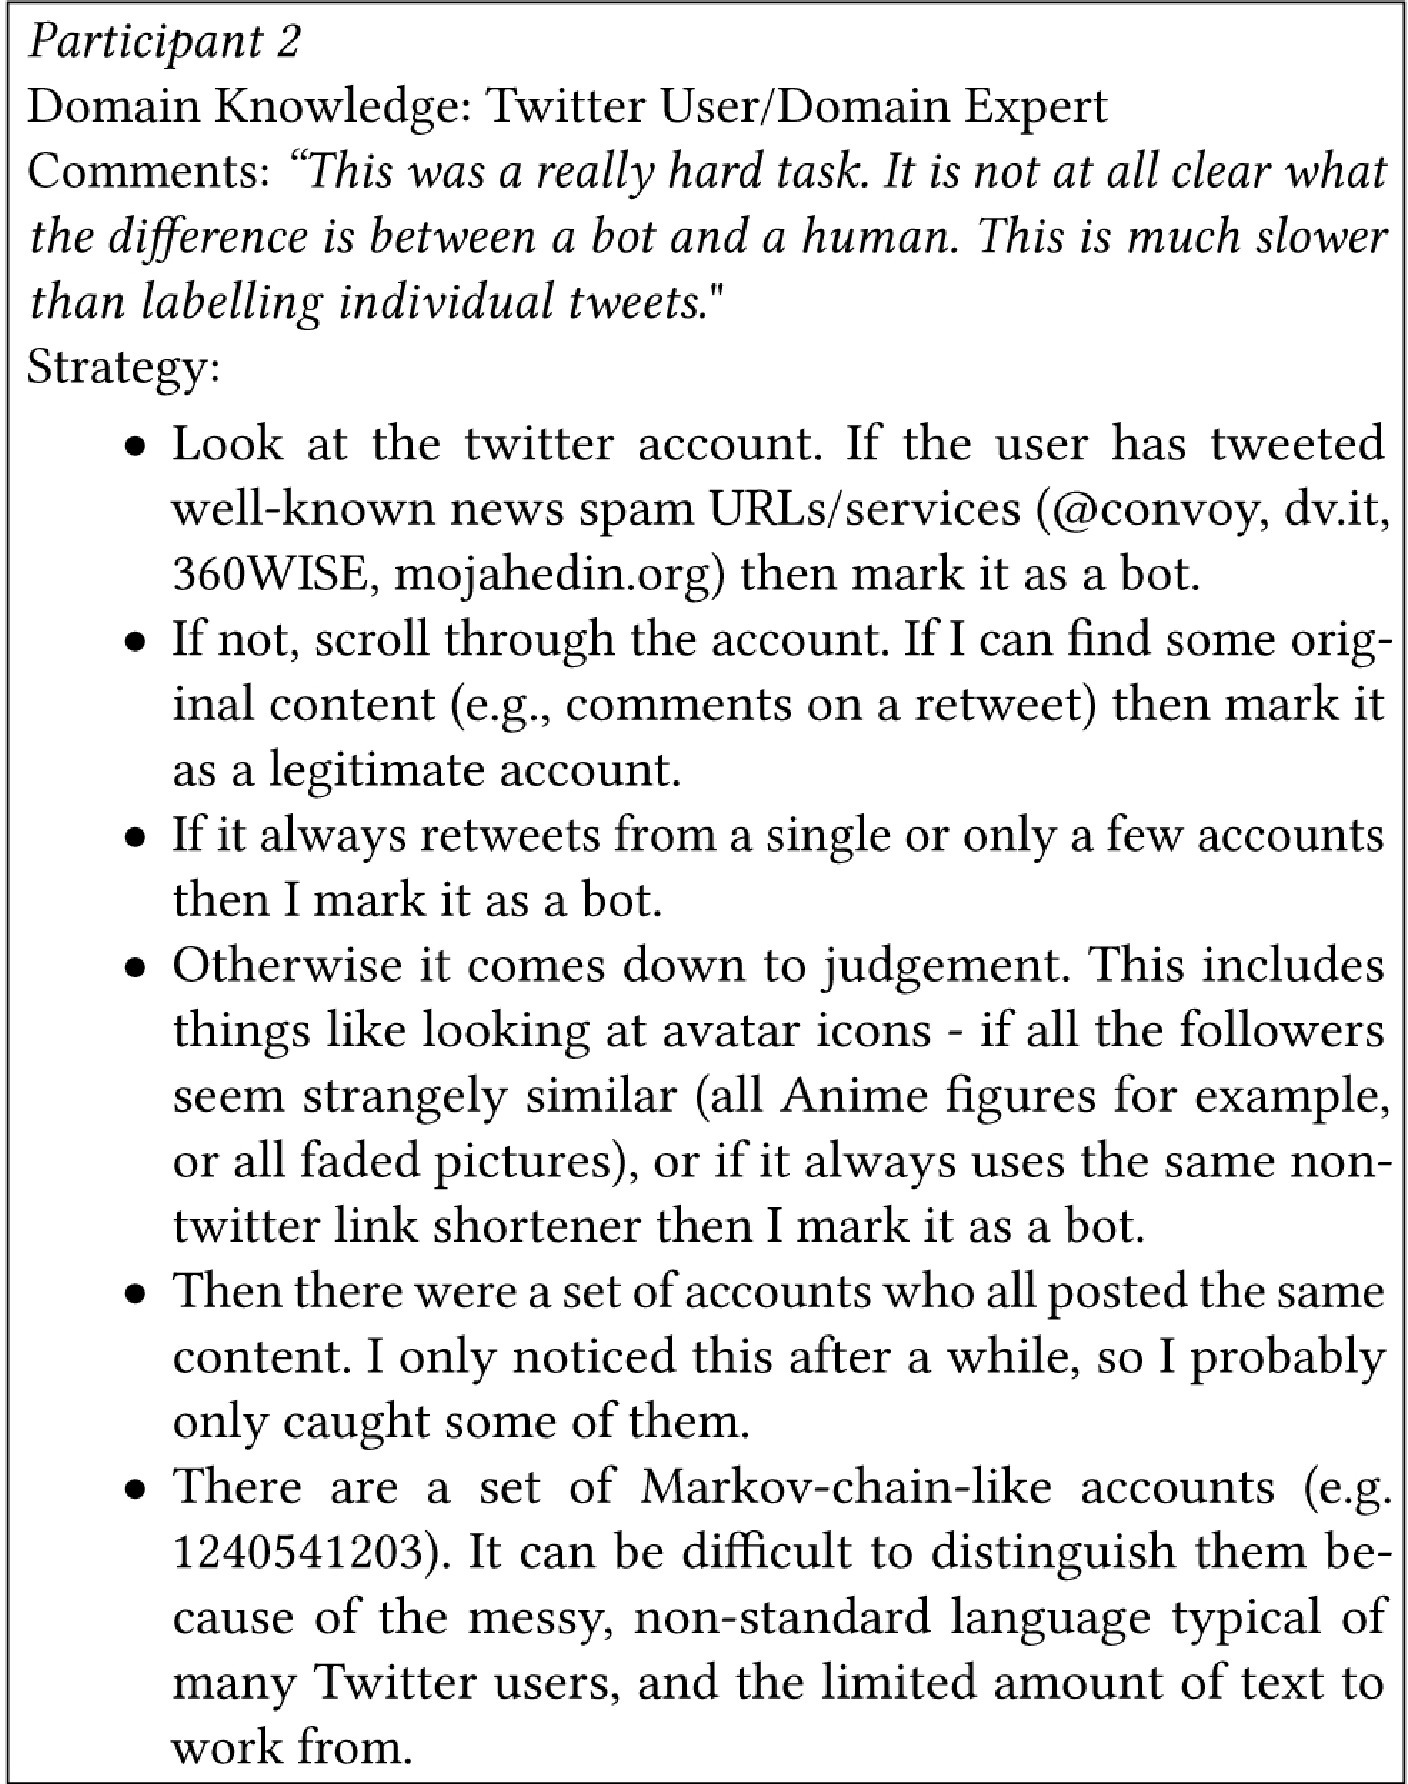 Participant 2
Domain Knowledge: Twitter User/Domain Expert
Comments: “This was a really hard task. It is not at all clear what
the difference is between a bot and a human. This is much slower
than labelling individual tweets."
Strategy:
• Look at the twitter account. If the user has tweeted
well-known news spam URLs/services (@convoy, dv.it,
360WISE, mojahedin.org) then mark it as a bot.
• If not, scroll through the account. If I can find some orig-
inal content (e.g., comments on a retweet) then mark it
as a legitimate account.
• If it always retweets from a single or only a few accounts
then I mark it as a bot.
• Otherwise it comes down to judgement. This includes
things like looking at avatar icons - if all the followers
seem strangely similar (all Anime figures for example,
or all faded pictures), or if it always uses the same non-
twitter link shortener then I mark it as a bot.
• Then there were a set of accounts who all posted the same
content. I only noticed this after a while, so I probably
only caught some of them.
• There are a set of Markov-chain-like accounts (e.g.
1240541203). It can be difficult to distinguish them be-
cause of the messy, non-standard language typical of
many Twitter users, and the limited amount of text to
work from.